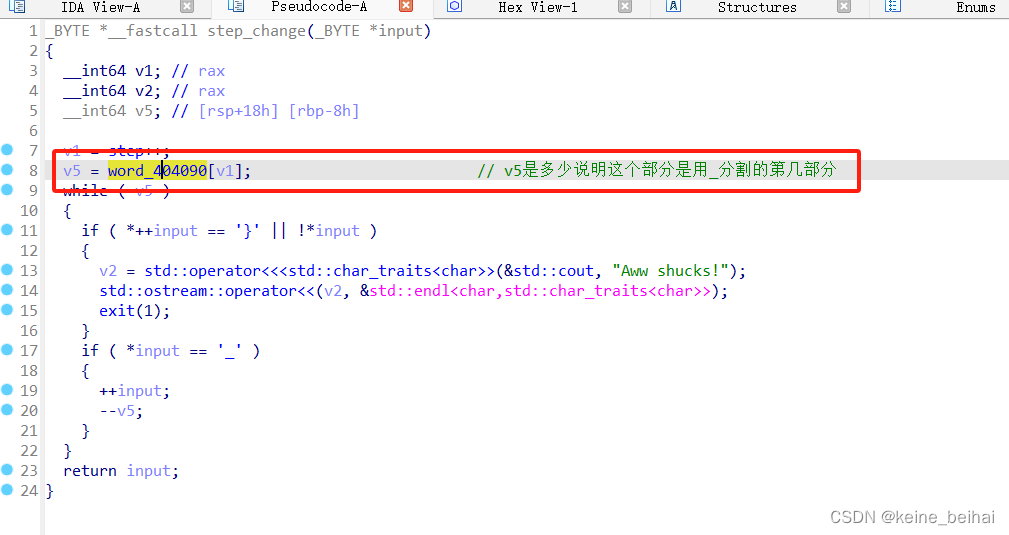 IDA View-A Pseudocode-A Hex View-1 Structures Enums
1 _BYTE *__fastcall step_change(_BYTE *input)
2 {
3 __int64 v1; // rax
4 __int64 v2; // rax
5 __int64 v5; // [rsp+18h] [rbp-8h]
6
7 v1 = step++;
8 v5 = word_404090[v1]; // v5是多少说明这个部分是用_分割的第几部分
9 while ( v5 )
10 {
11 if ( *++input == '}' || !*input )
12 {
13 v2 = std::operator<<<std::char_traits<char>>(&std::cout, "Aww shucks!");
14 std::ostream::operator<<(v2, &std::endl<char,std::char_traits<char>>);
15 exit(1);
16 }
17 if ( *input == '_' )
18 {
19 ++input;
20 --v5;
21 }
22 }
23 return input;
24 }
CSDN @keine_beihai